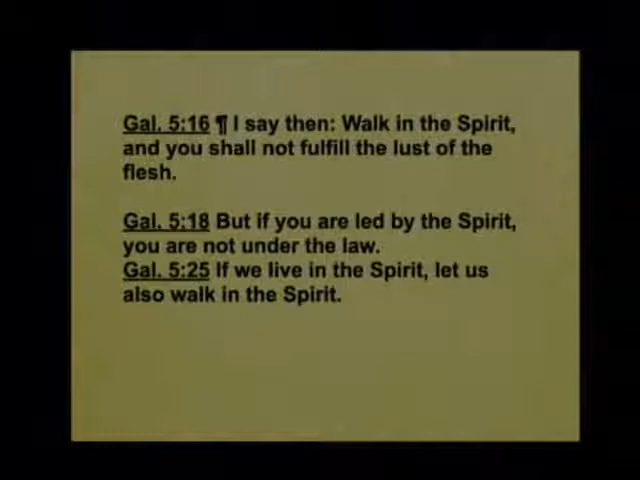 Gal. 5:16 ¶ I say then: Walk in the Spirit,
and you shall not fulfill the lust of the
flesh.
Gal. 5:18 But if you are led by the Spirit,
you are not under the law.
Gal. 5:25 If we live in the Spirit, let us
also walk in the Spirit.